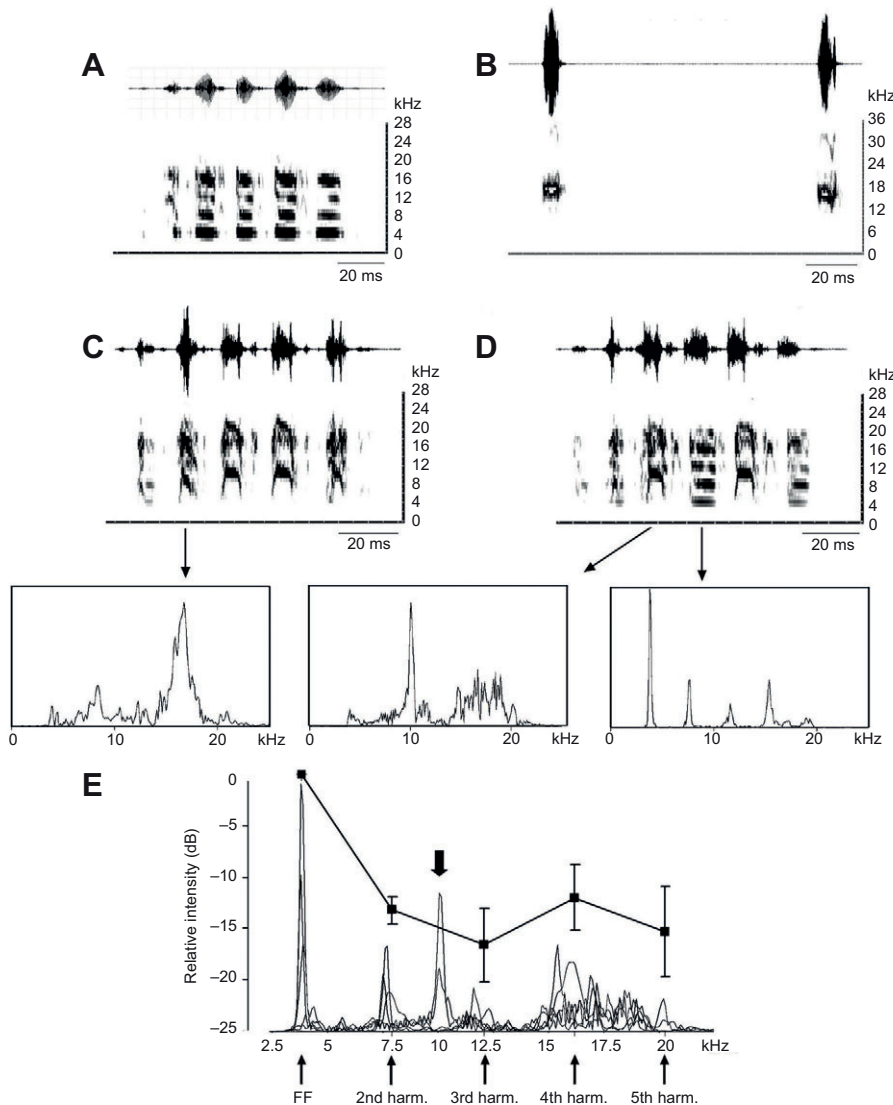 A
kHz
28
24
20
16
12
8
4
0
20 ms
B
kHz
36
30
24
18
12
6
0
20 ms
C
kHz
28
24
20
16
12
8
4
0
20 ms
D
kHz
28
24
20
16
12
8
4
0
20 ms
0 10 20 kHz
0 10 20 kHz
0 10 20 kHz
E
Relative intensity (dB)
0
–5
–10
–15
–20
–25
2.5 5 7.5 10 12.5 15 17.5 20 kHz
FF 2nd harm. 3rd harm. 4th harm. 5th harm.